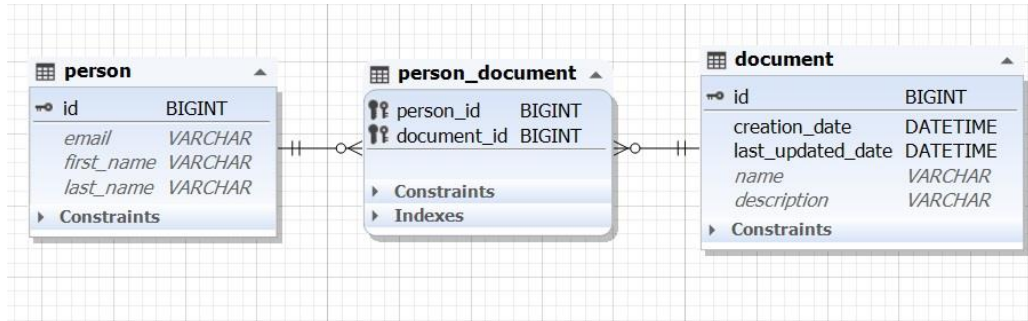 person
id BIGINT
email VARCHAR
first_name VARCHAR
last_name VARCHAR
Constraints
person_document
person_id BIGINT
document_id BIGINT
Constraints
Indexes
document
id BIGINT
creation_date DATETIME
last_updated_date DATETIME
name VARCHAR
description VARCHAR
Constraints